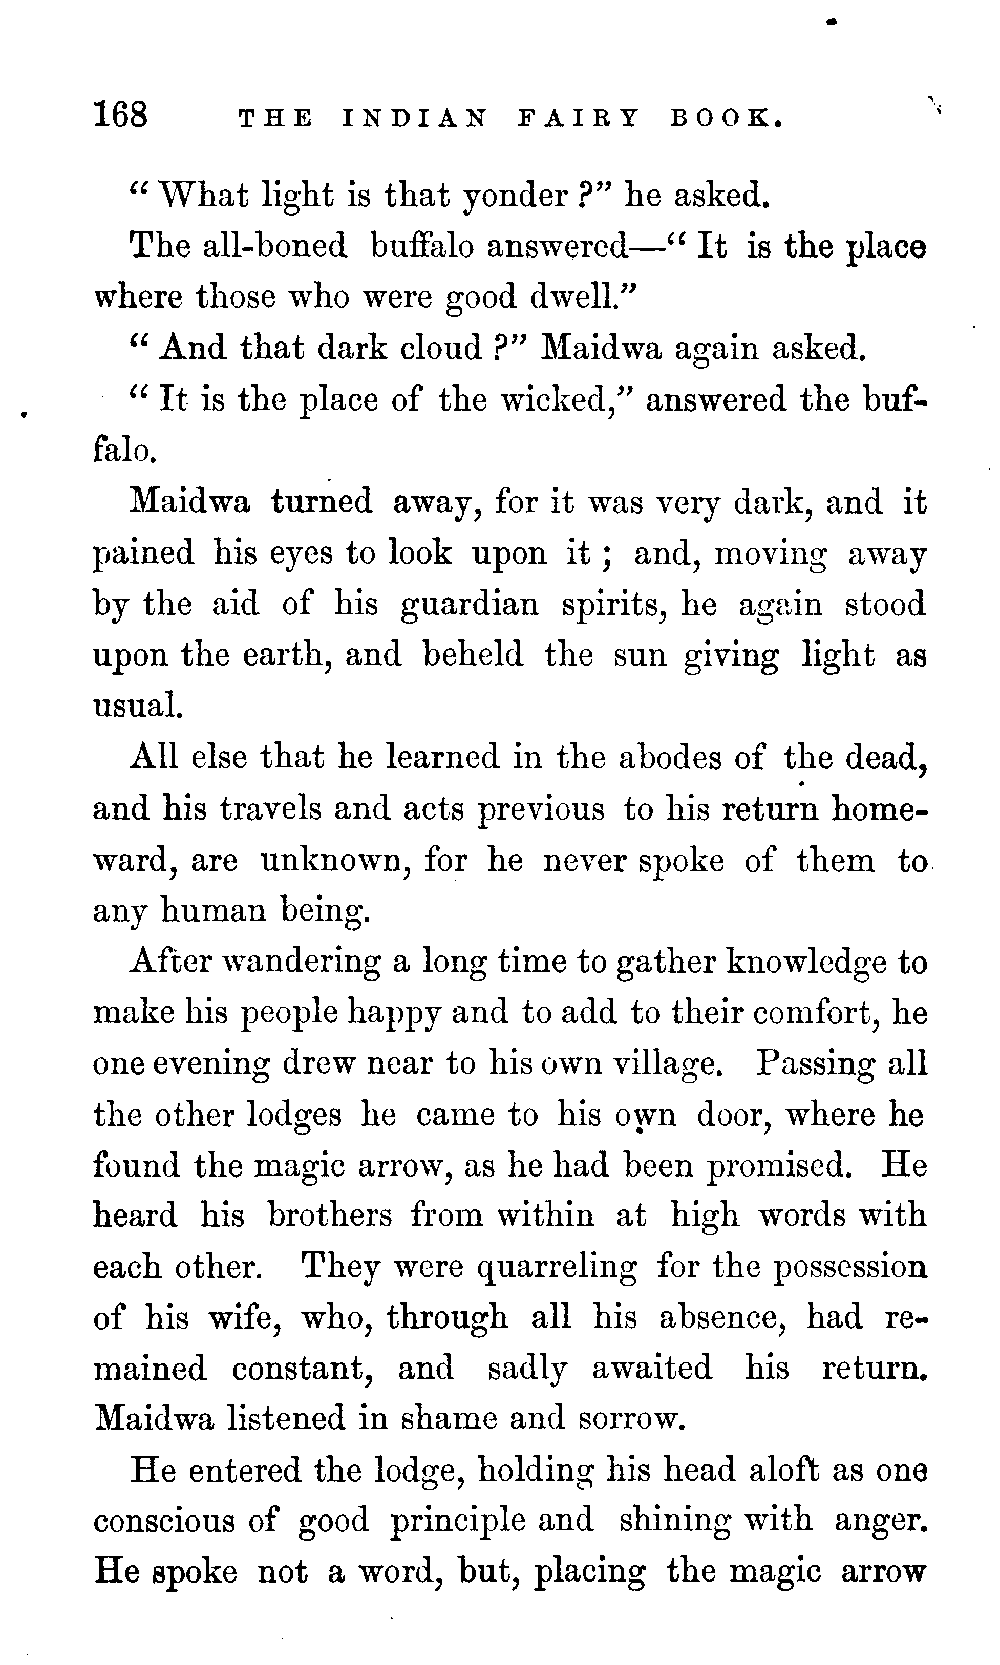 168 THE INDIAN FAIRY BOOK.
“ What light is that yonder ?” he asked.
The all-boned buffalo answered—“ It is the place
where those who were good dwell.”
“ And that dark cloud ?” Maidwa again asked.
“ It is the place of the wicked,” answered the buf-
falo.
Maidwa turned away, for it was very dark, and it
pained his eyes to look upon it ; and, moving away
by the aid of his guardian spirits, he again stood
upon the earth, and beheld the sun giving light as
usual.
All else that he learned in the abodes of the dead,
and his travels and acts previous to his return home-
ward, are unknown, for he never spoke of them to
any human being.
After wandering a long time to gather knowledge to
make his people happy and to add to their comfort, he
one evening drew near to his own village. Passing all
the other lodges he came to his own door, where he
found the magic arrow, as he had been promised. He
heard his brothers from within at high words with
each other. They were quarreling for the possession
of his wife, who, through all his absence, had re-
mained constant, and sadly awaited his return.
Maidwa listened in shame and sorrow.
He entered the lodge, holding his head aloft as one
conscious of good principle and shining with anger.
He spoke not a word, but, placing the magic arrow